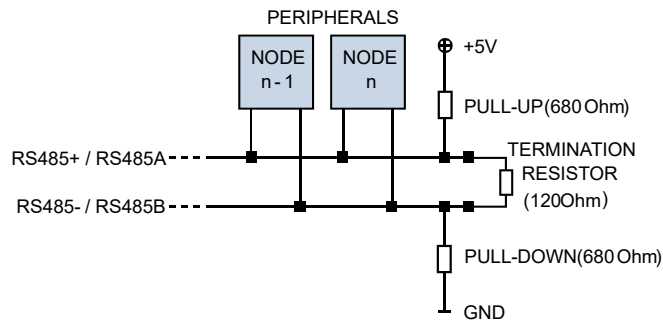 PERIPHERALS
NODE
n - 1
NODE
n
+5V
PULL-UP(680 Ohm)
RS485+ / RS485A
TERMINATION
RESISTOR
(120Ohm)
RS485- / RS485B
PULL-DOWN(680 Ohm)
GND